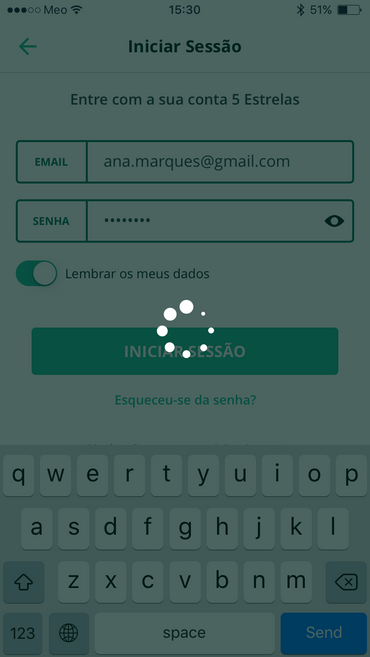 ●●●○○ Meo 15:30 51%
Iniciar Sessão
Entre com a sua conta 5 Estrelas
EMAIL ana.marques@gmail.com
SENHA ••••••••
Lembrar os meus dados
INICIAR SESSÃO
Esqueceu-se da senha?
q w e r t y u i o p
a s d f g h j k l
z x c v b n m
123 space Send